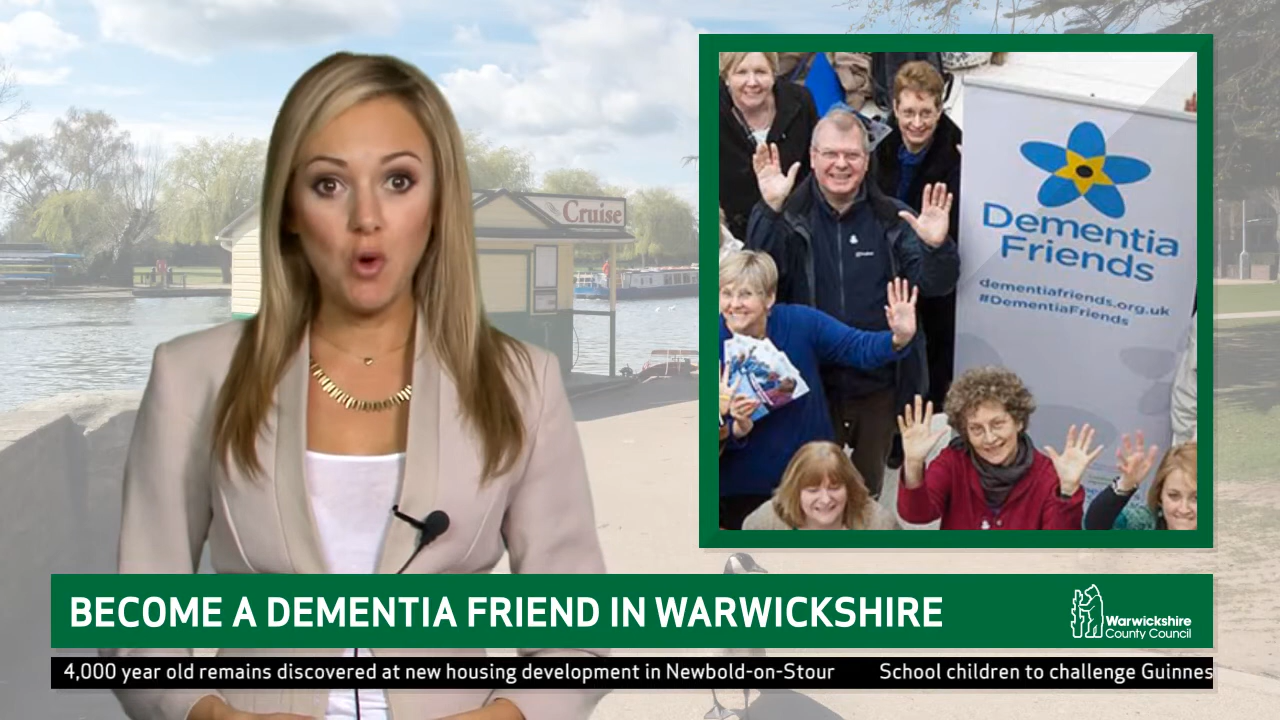 Cruise
Dementia
Friends
dementiafriends.org.uk
#DementiaFriends
BECOME A DEMENTIA FRIEND IN WARWICKSHIRE
Warwickshire
County Council
4,000 year old remains discovered at new housing development in Newbold-on-Stour School children to challenge Guinnes